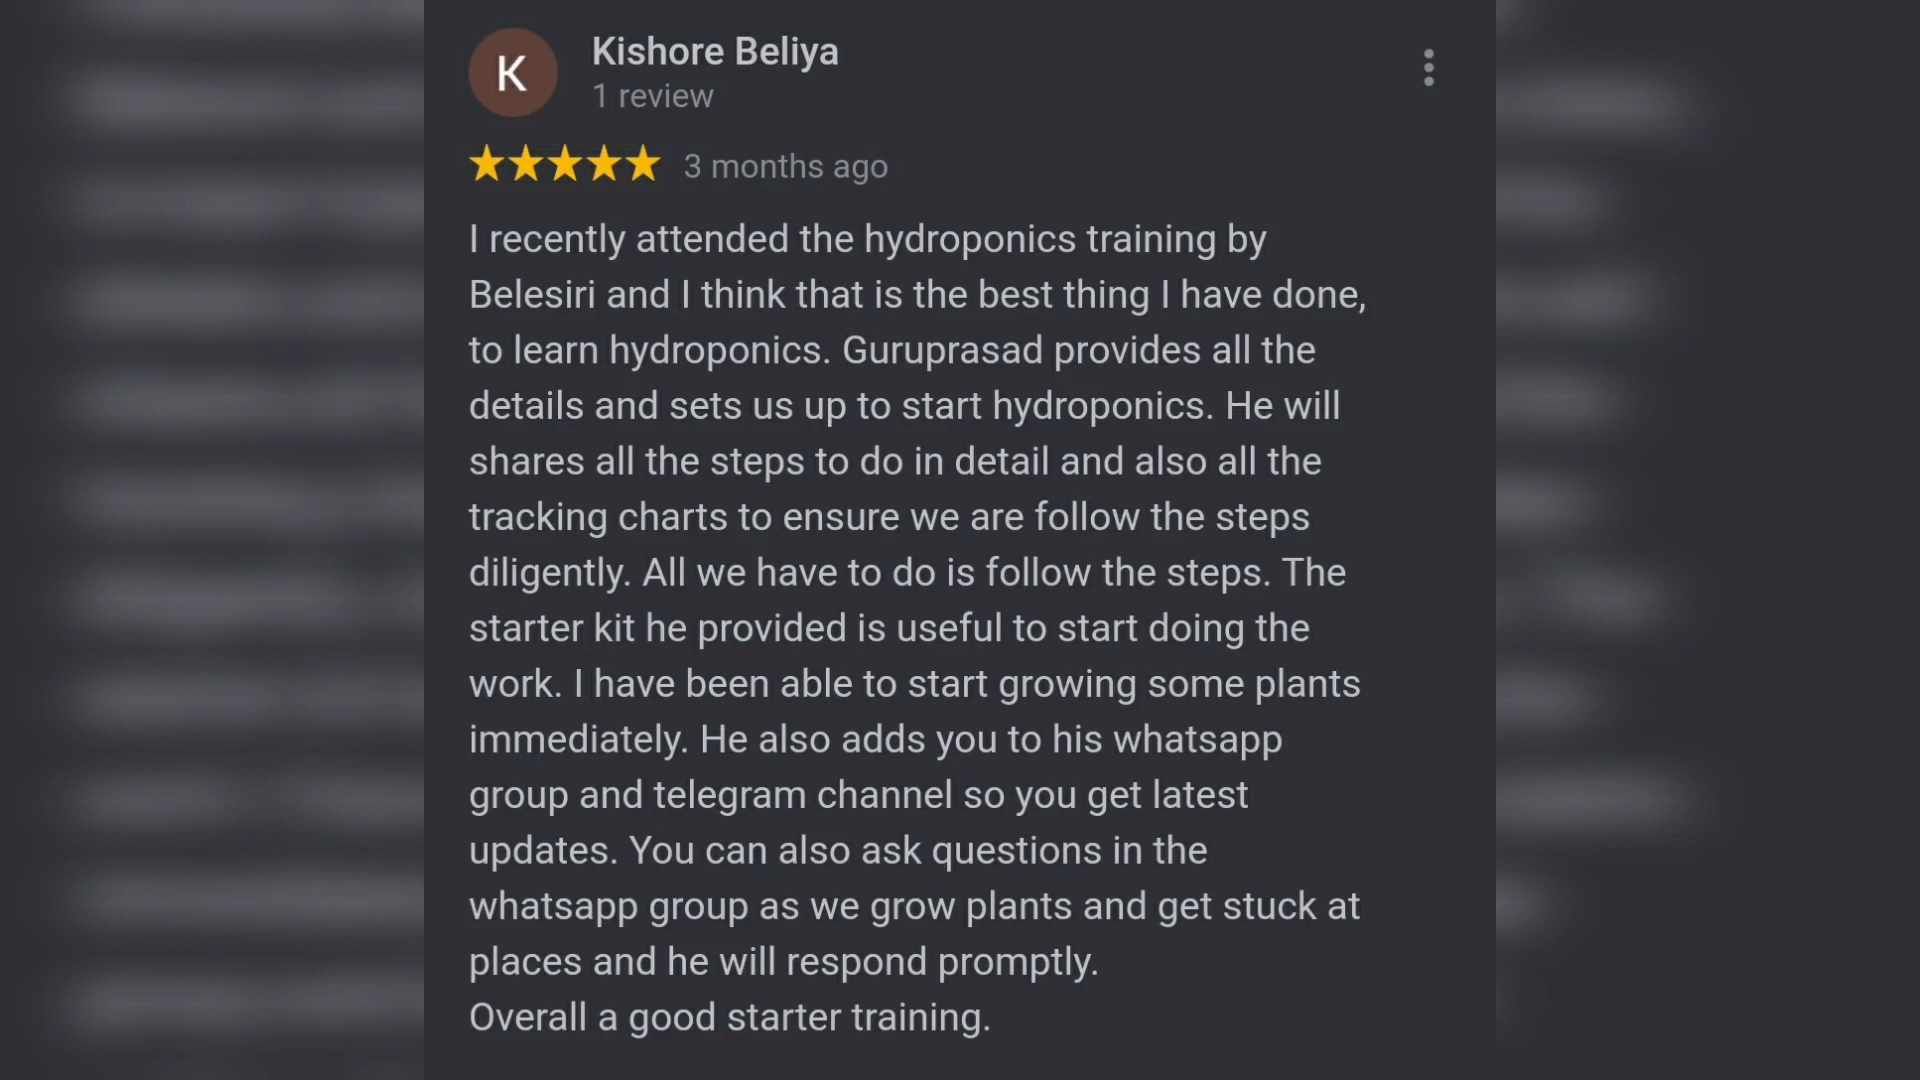 K
Kishore Beliya
1 review
3 months ago
I recently attended the hydroponics training by
Belesiri and I think that is the best thing I have done,
to learn hydroponics. Guruprasad provides all the
details and sets us up to start hydroponics. He will
shares all the steps to do in detail and also all the
tracking charts to ensure we are follow the steps
diligently. All we have to do is follow the steps. The
starter kit he provided is useful to start doing the
work. I have been able to start growing some plants
immediately. He also adds you to his whatsapp
group and telegram channel so you get latest
updates. You can also ask questions in the
whatsapp group as we grow plants and get stuck at
places and he will respond promptly.
Overall a good starter training.